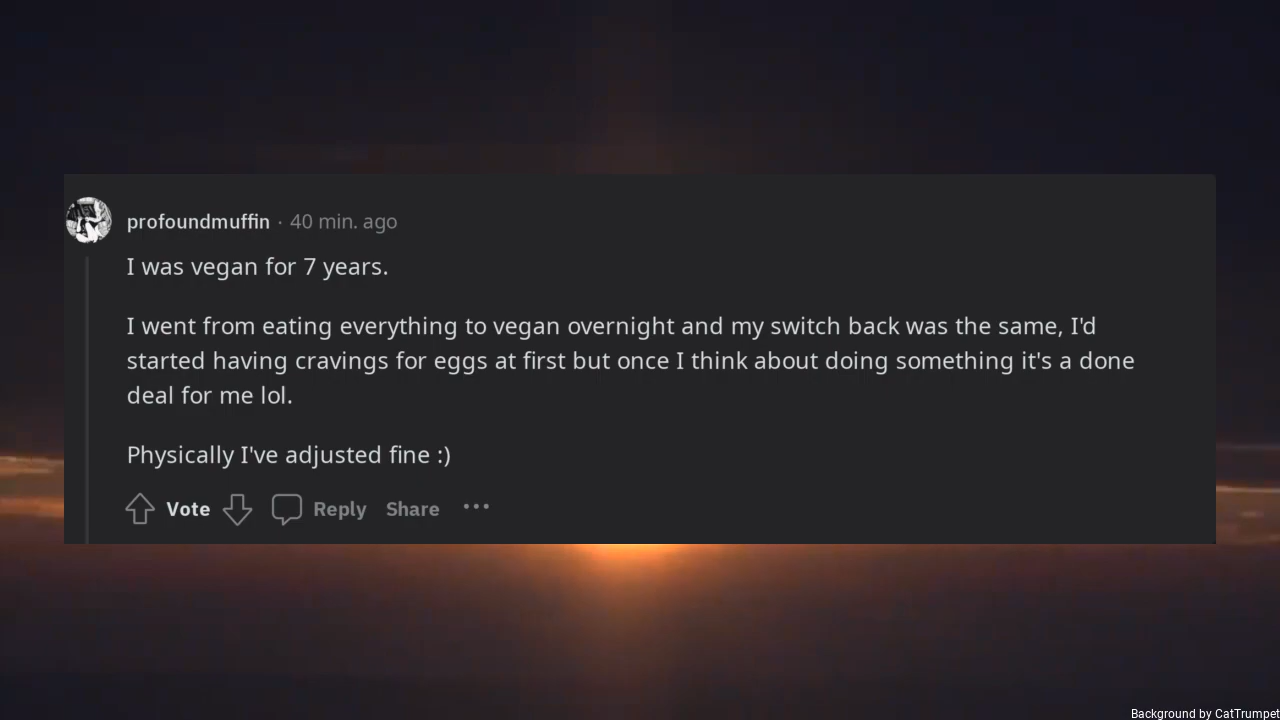 profoundmuffin · 40 min. ago
I was vegan for 7 years.
I went from eating everything to vegan overnight and my switch back was the same, I'd
started having cravings for eggs at first but once I think about doing something it's a done
deal for me lol.
Physically I've adjusted fine :)
Vote Reply Share
Background by CatTrumpet